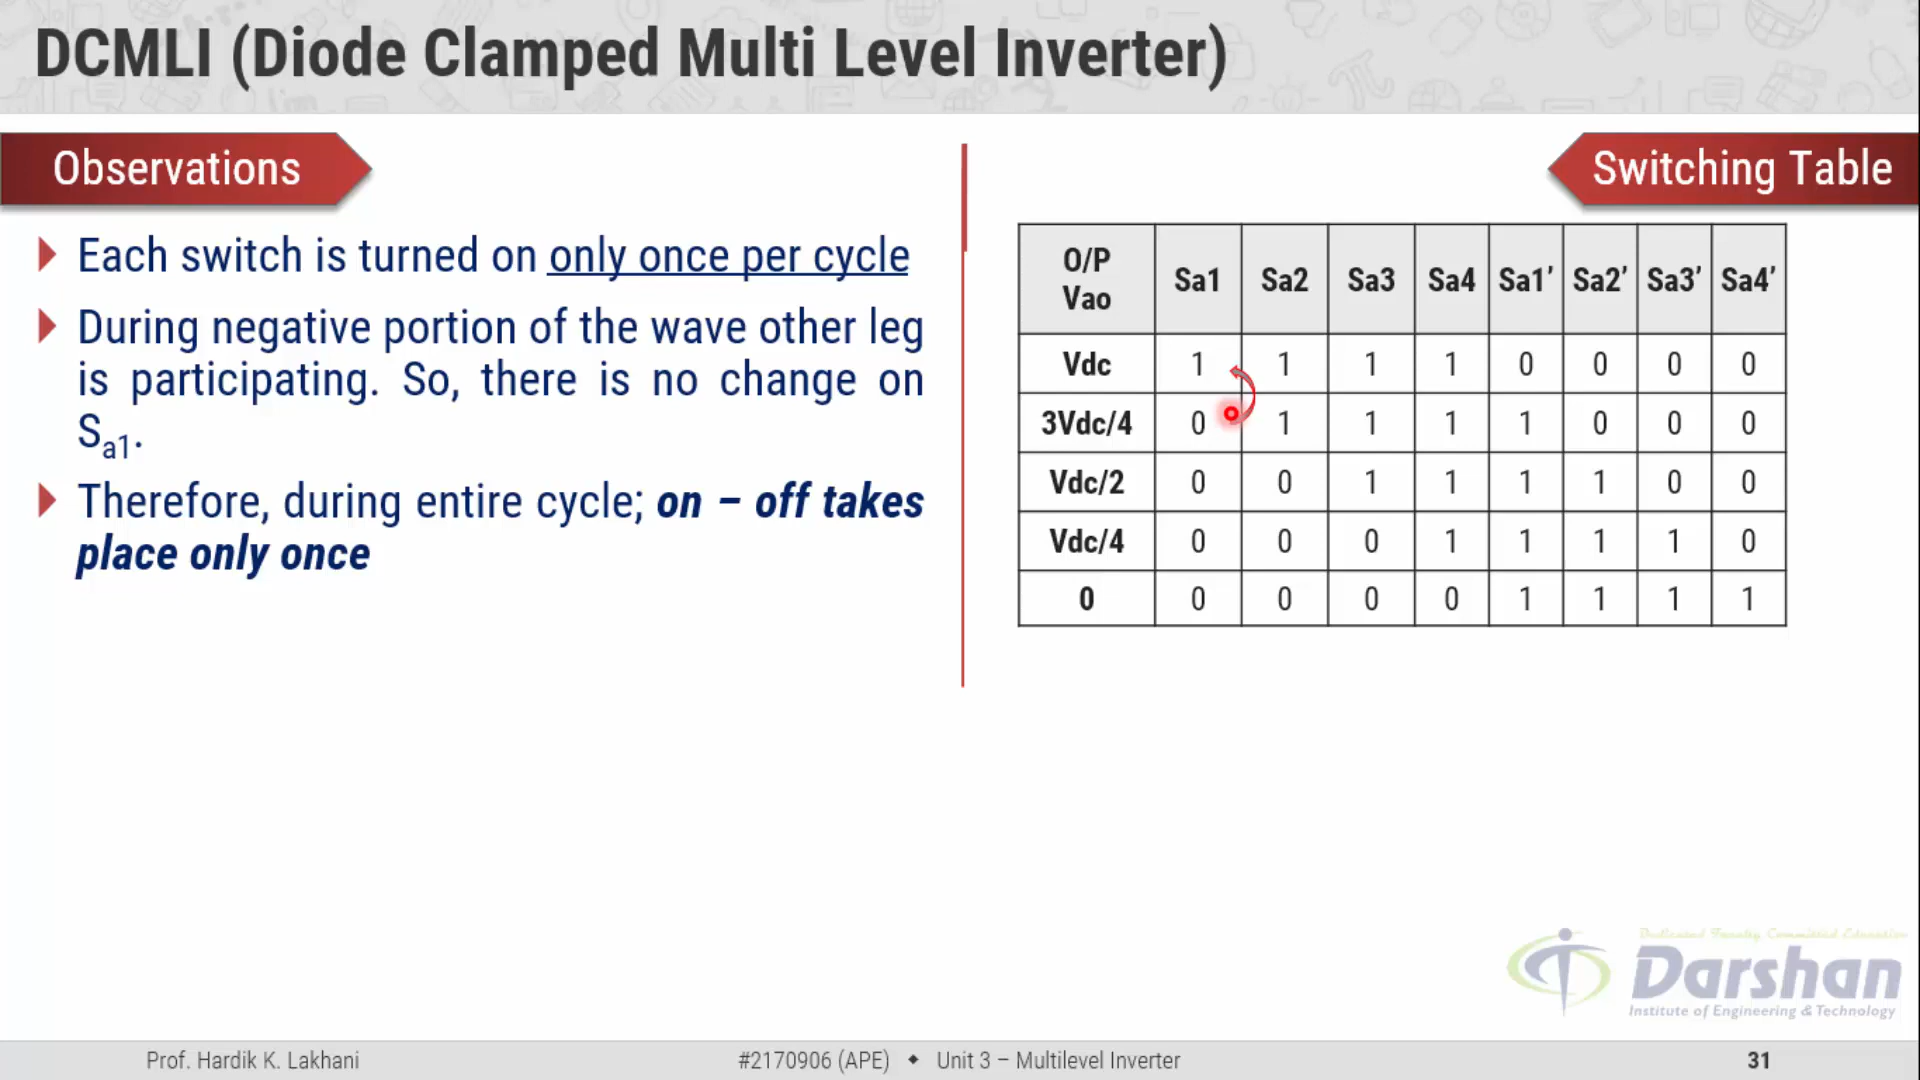 DCMLI (Diode Clamped Multi Level Inverter)
Observations
Each switch is turned on only once per cycle
During negative portion of the wave other leg
is participating. So, there is no change on
Sa1.
Therefore, during entire cycle; on – off takes
place only once
Switching Table
O/P Vao Sa1 Sa2 Sa3 Sa4 Sa1’ Sa2’ Sa3’ Sa4’
Vdc 1 1 1 1 0 0 0 0
3Vdc/4 0 1 1 1 1 0 0 0
Vdc/2 0 0 1 1 1 1 0 0
Vdc/4 0 0 0 1 1 1 1 0
0 0 0 0 0 1 1 1 1
Dedicated Faculty Committed Education
Darshan
Institute of Engineering & Technology
Prof. Hardik K. Lakhani
#2170906 (APE) ◆ Unit 3 – Multilevel Inverter
31